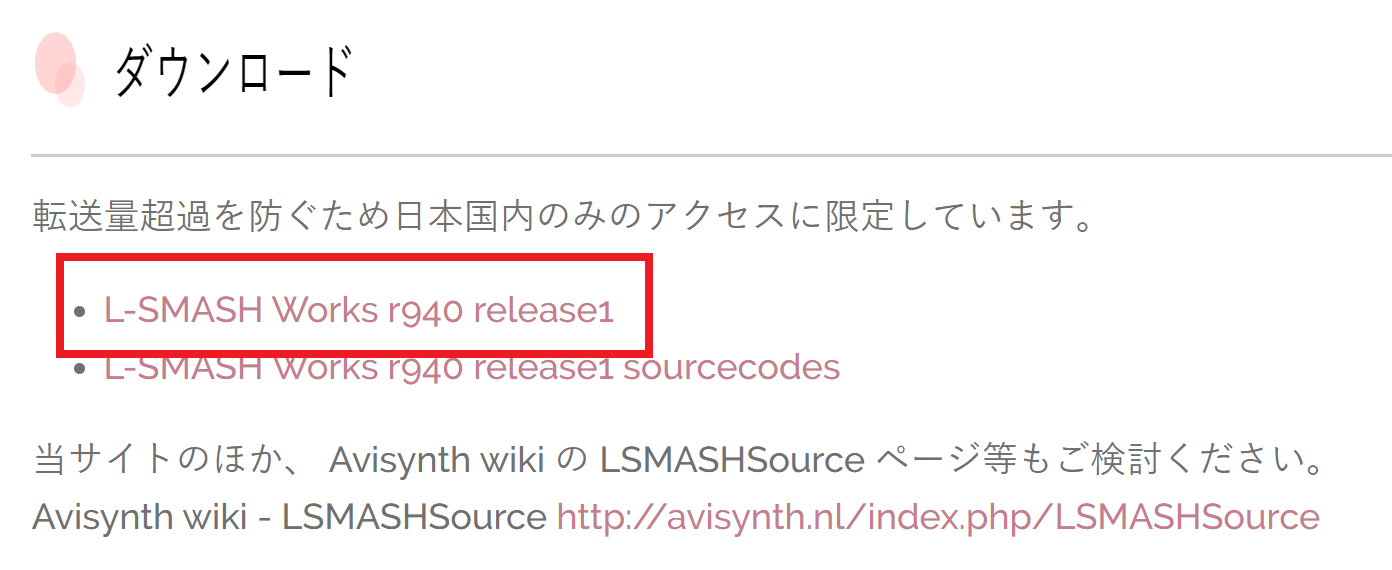 ダウンロード
転送量超過を防ぐため日本国内のみのアクセスに限定しています。
• L-SMASH Works r940 release1
• L-SMASH Works r940 release1 sourcecodes
当サイトのほか、 Avisynth wiki の LSMASHSource ページ等もご検討ください。
Avisynth wiki - LSMASHSource http://avisynth.nl/index.php/LSMASHSource